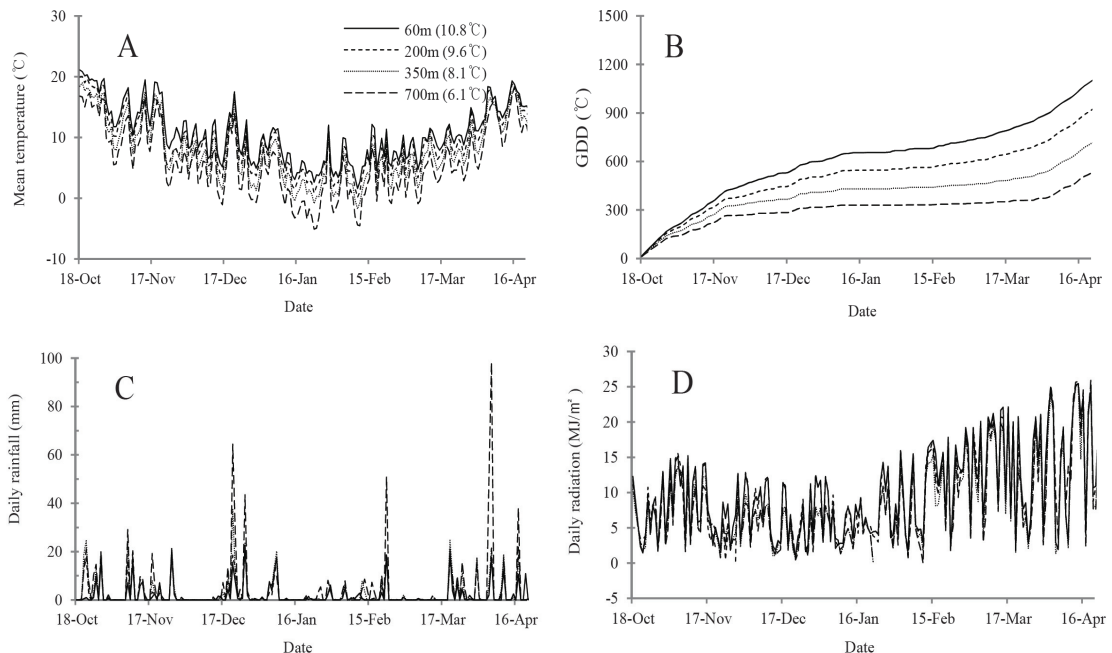 A
Mean temperature (℃)
30
20
10
0
-10
60m (10.8℃)
200m (9.6℃)
350m (8.1℃)
700m (6.1℃)
18-Oct 17-Nov 17-Dec 16-Jan 15-Feb 17-Mar 16-Apr
Date
B
GDD (℃)
1500
1200
900
600
300
0
18-Oct 17-Nov 17-Dec 16-Jan 15-Feb 17-Mar 16-Apr
Date
C
Daily rainfall (mm)
100
80
60
40
20
0
18-Oct 17-Nov 17-Dec 16-Jan 15-Feb 17-Mar 16-Apr
Date
D
Daily radiation (MJ/m²)
30
25
20
15
10
5
0
-5
18-Oct 17-Nov 17-Dec 16-Jan 15-Feb 17-Mar 16-Apr
Date